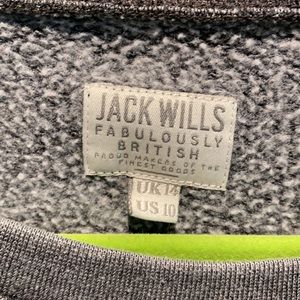 JACK WILLS
FABULOUSLY
BRITISH
PROUD MAKERS OF THE
FINEST GOODS
UK 14
US 10